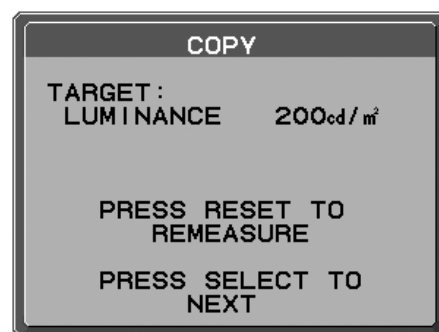 COPY
TARGET:
LUMINANCE 200cd/㎡
PRESS RESET TO
REMEASURE
PRESS SELECT TO
NEXT